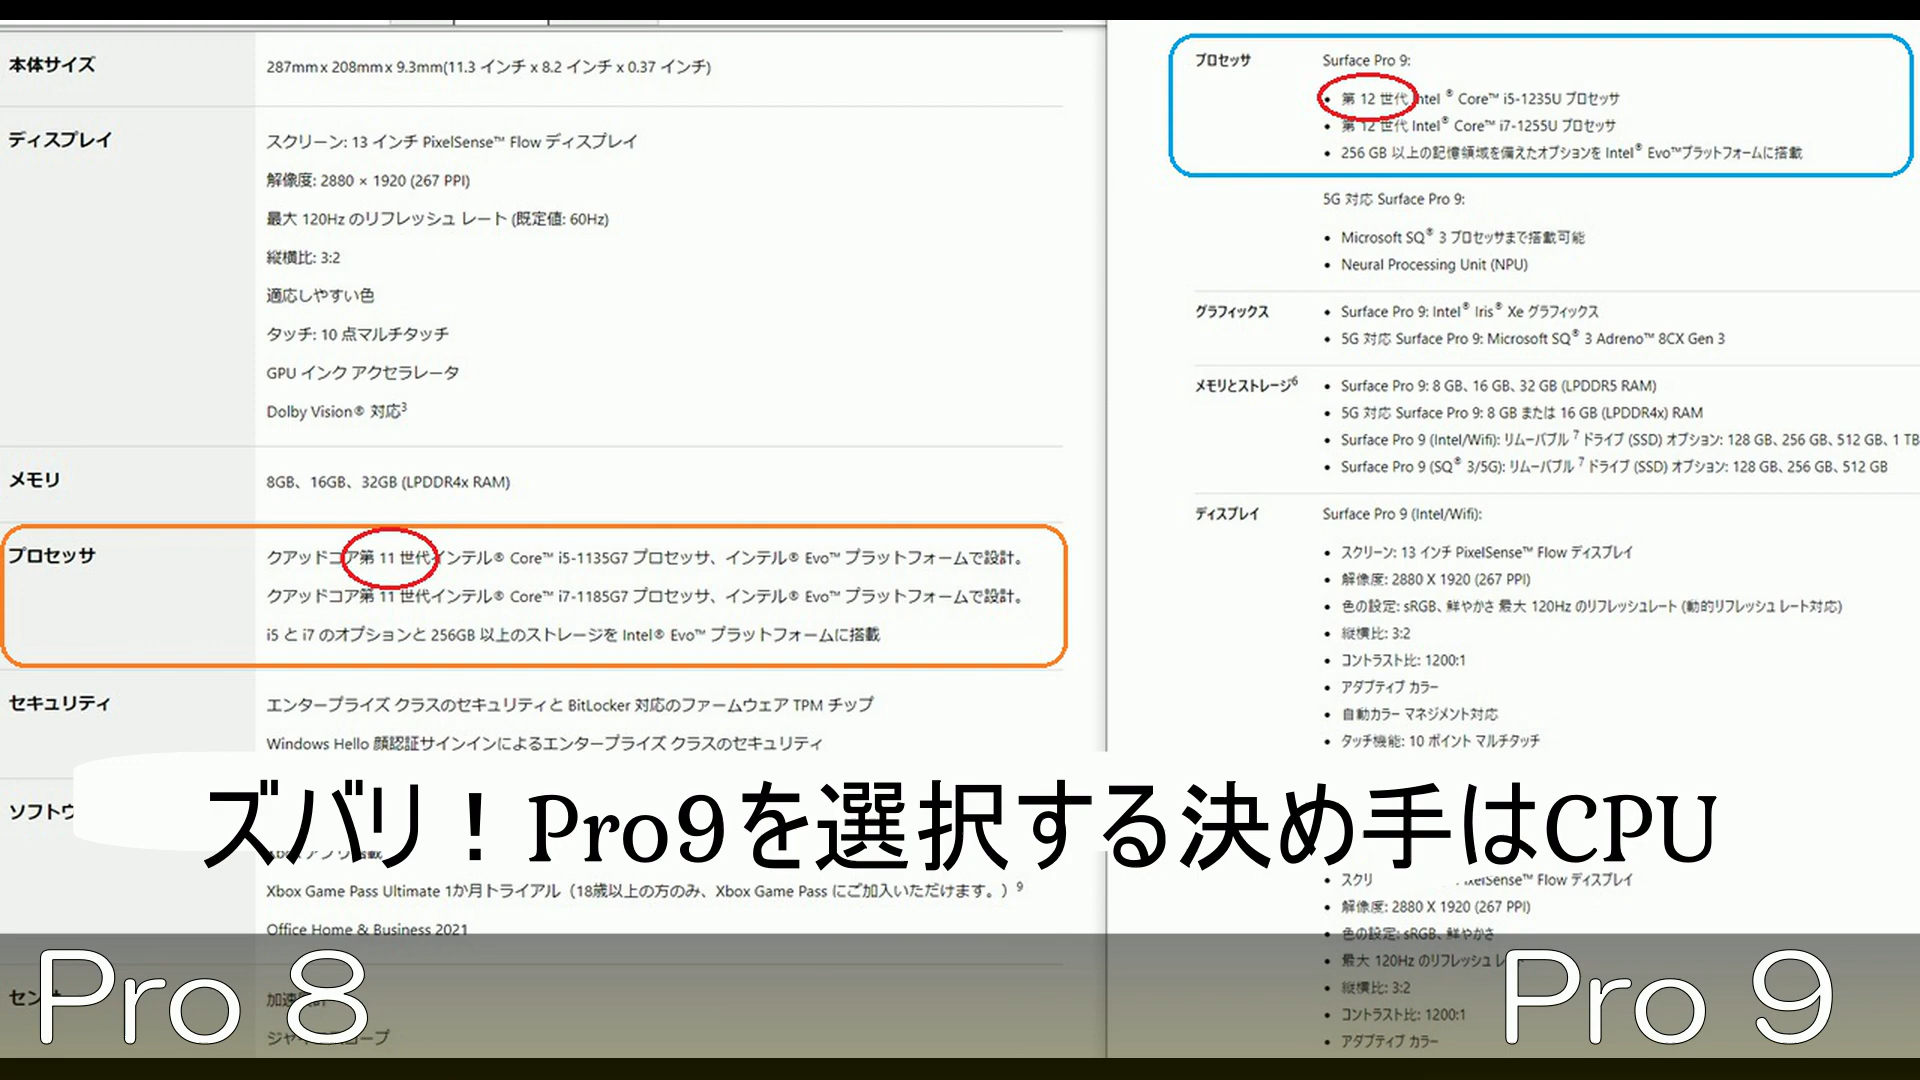 本体サイズ
287mm x 208mm x 9.3mm(11.3 インチ x 8.2 インチ x 0.37 インチ)
ディスプレイ
スクリーン: 13 インチ PixelSense™ Flow ディスプレイ
解像度: 2880 × 1920 (267 PPI)
最大 120Hz のリフレッシュ レート (既定値: 60Hz)
縦横比: 3:2
適応しやすい色
タッチ: 10 点マルチタッチ
GPU インク アクセラレータ
Dolby Vision® 対応3
メモリ
8GB、16GB、32GB (LPDDR4x RAM)
プロセッサ
クアッドコア第 11 世代インテル® Core™ i5-1135G7 プロセッサ、インテル® Evo™ プラットフォームで設計。
クアッドコア第 11 世代インテル® Core™ i7-1185G7 プロセッサ、インテル® Evo™ プラットフォームで設計。
i5 と i7 のオプションと 256GB 以上のストレージを Intel® Evo™ プラットフォームに搭載
セキュリティ
エンタープライズ クラスのセキュリティと BitLocker 対応のファームウェア TPM チップ
Windows Hello 顔認証サインインによるエンタープライズ クラスのセキュリティ
ソフトウ
Xbox Game Pass Ultimate 1か月トライアル（18歳以上の方のみ、Xbox Game Pass にご加入いただけます。）9
Office Home & Business 2021
プロセッサ
Surface Pro 9:
• 第 12 世代 Intel® Core™ i5-1235U プロセッサ
• 第 12 世代 Intel® Core™ i7-1255U プロセッサ
• 256 GB 以上の記憶領域を備えたオプションを Intel® Evo™プラットフォームに搭載
5G 対応 Surface Pro 9:
• Microsoft SQ® 3 プロセッサまで搭載可能
• Neural Processing Unit (NPU)
グラフィックス
• Surface Pro 9: Intel® Iris® Xe グラフィックス
• 5G 対応 Surface Pro 9: Microsoft SQ® 3 Adreno™ 8CX Gen 3
メモリとストレージ6
• Surface Pro 9: 8 GB、16 GB、32 GB (LPDDR5 RAM)
• 5G 対応 Surface Pro 9: 8 GB または 16 GB (LPDDR4x) RAM
• Surface Pro 9 (Intel/Wifi): リムーバブル 7 ドライブ (SSD) オプション: 128 GB、256 GB、512 GB、1 TB
• Surface Pro 9 (SQ® 3/5G): リムーバブル 7 ドライブ (SSD) オプション: 128 GB、256 GB、512 GB
ディスプレイ
Surface Pro 9 (Intel/Wifi):
• スクリーン: 13 インチ PixelSense™ Flow ディスプレイ
• 解像度: 2880 X 1920 (267 PPI)
• 色の設定: sRGB、鮮やかさ 最大 120Hz のリフレッシュレート (動的リフレッシュ レート対応)
• 縦横比: 3:2
• コントラスト比: 1200:1
• アダプティブ カラー
• 自動カラー マネジメント対応
• タッチ機能: 10 ポイント マルチタッチ
ズバリ！Pro9を選択する決め手はCPU
• スクリ Flow ディスプレイ
• 解像度: 2880 X 1920 (267 PPI)
• 色の設定: sRGB、鮮やかさ
• 最大 120Hz のリフレッシュ レ
• 縦横比: 3:2
• コントラスト比: 1200:1
• アダプティブ カラー
Pro 8
Pro 9